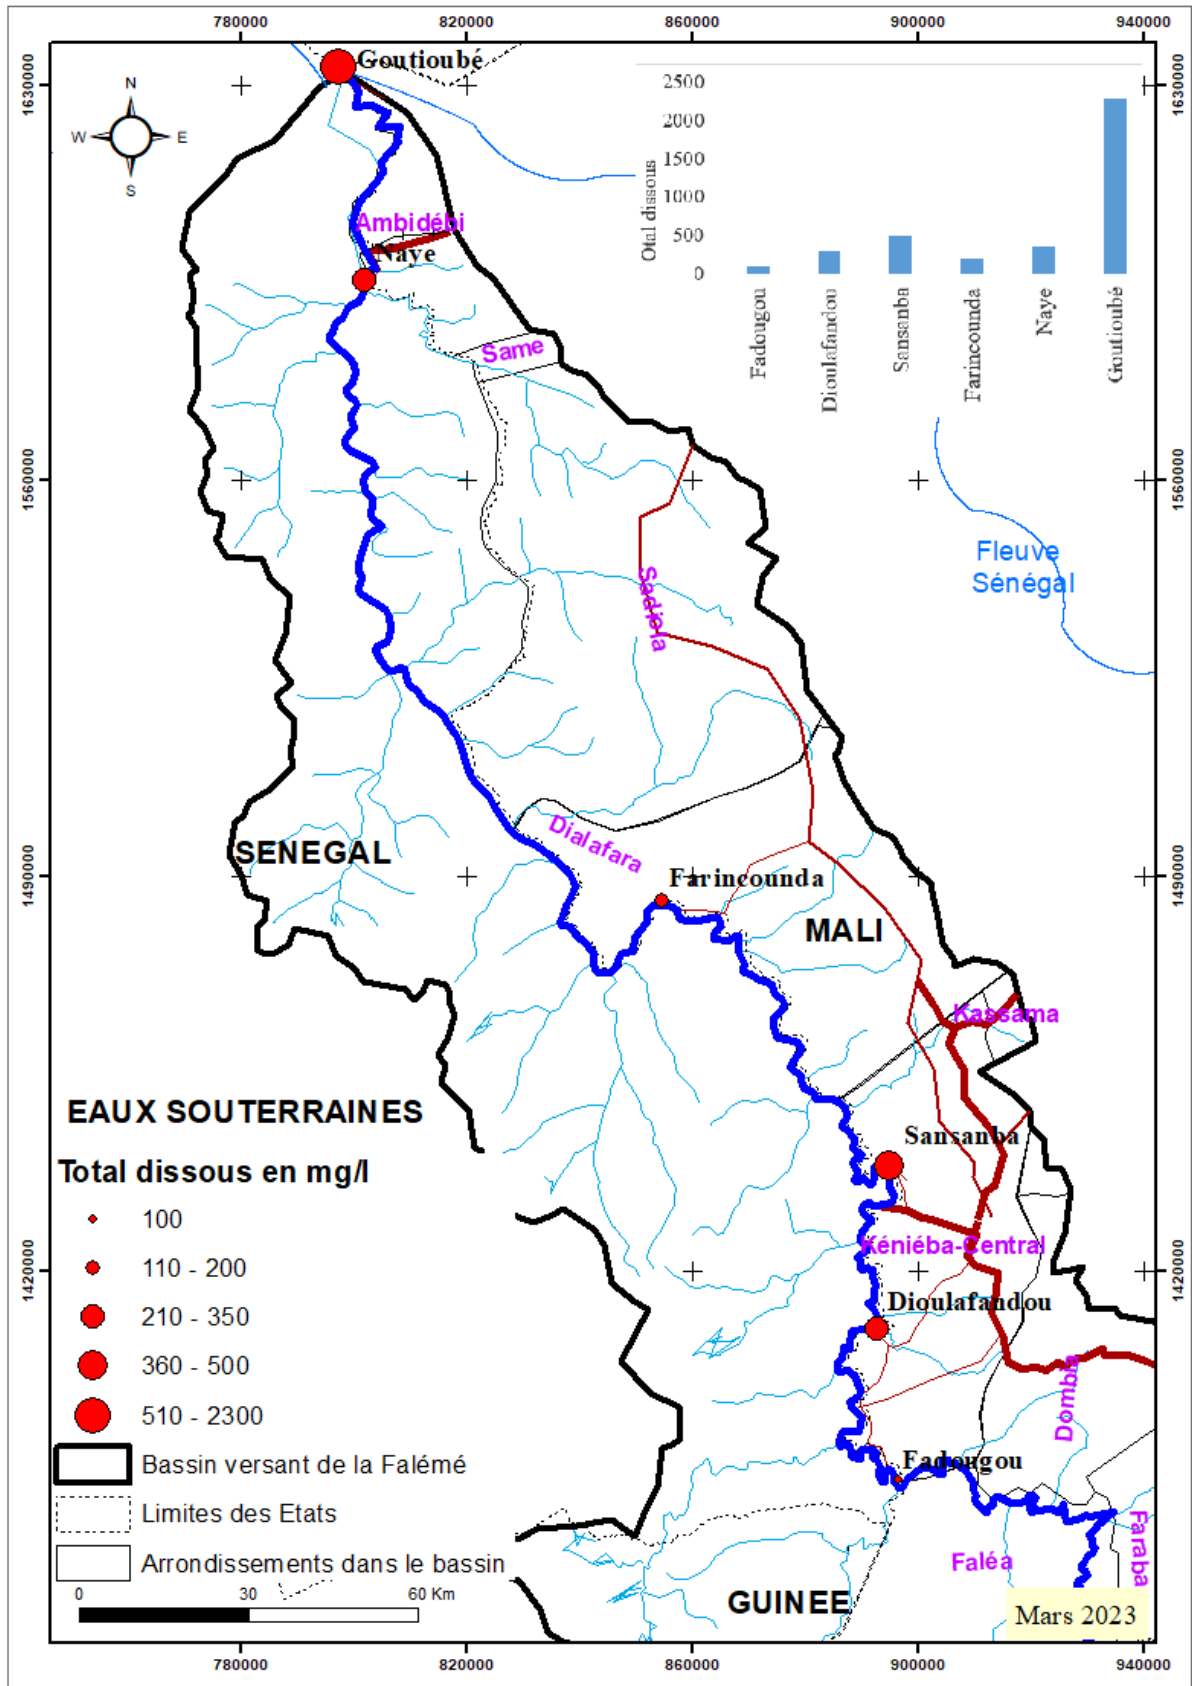 780000
820000
860000
900000
940000
1630000
1630000
Goutioubé
N
W
E
S
2500
2000
1500
1000
500
0
Otal dissous
Fadougou
Dioulafandou
Sansanba
Farincounda
Naye
Goutioubé
Ambidébi
Naye
Same
1560000
1560000
Fleuve
Sénégal
Sadiola
Dialafara
SENEGAL
Farincounda
1490000
1490000
MALI
Kassama
EAUX SOUTERRAINES
Sansanba
Total dissous en mg/l
100
110 - 200
210 - 350
360 - 500
510 - 2300
Kéniéba-Central
1420000
1420000
Dioulafandou
Dombia
Bassin versant de la Falémé
Fadougou
Limites des Etats
Arrondissements dans le bassin
Faléa
Faraba
0
30
60 Km
GUINEE
Mars 2023
780000
820000
860000
900000
940000